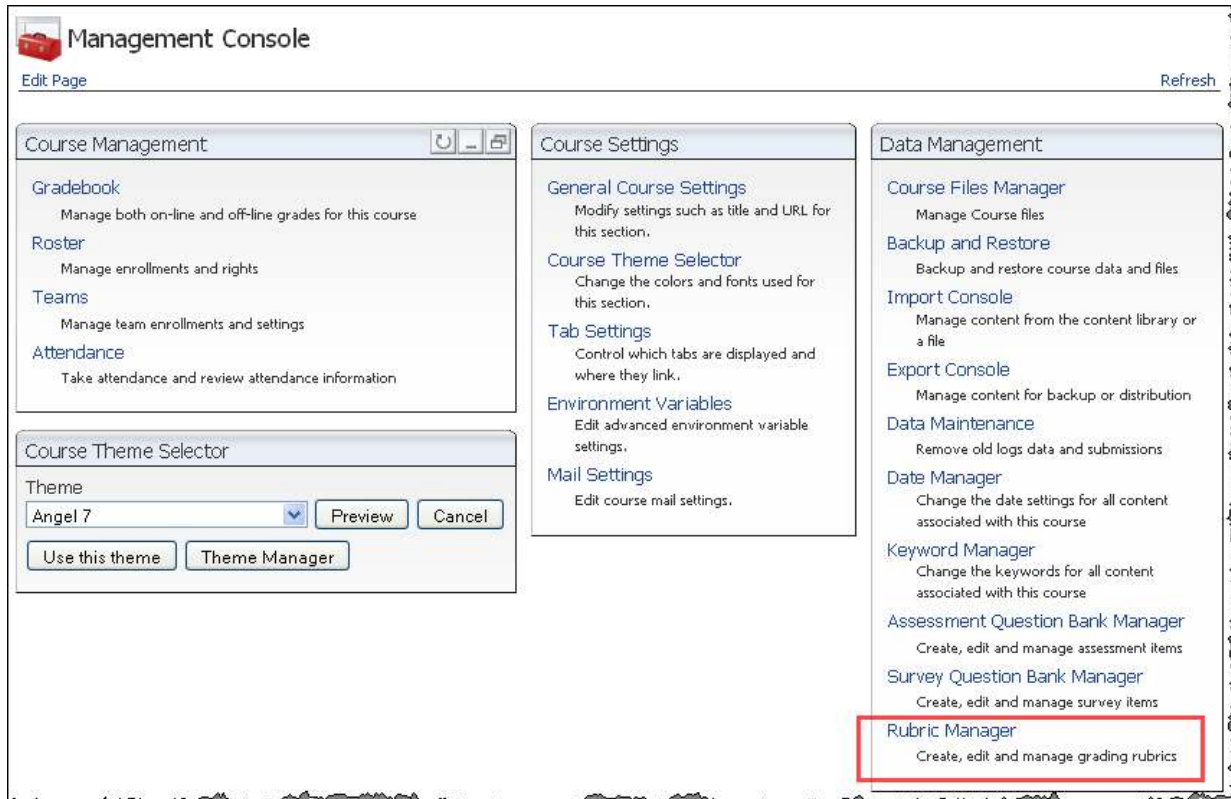 Management Console
Edit Page
Refresh
Course Management
Gradebook
Manage both on-line and off-line grades for this course
Roster
Manage enrollments and rights
Teams
Manage team enrollments and settings
Attendance
Take attendance and review attendance information
Course Theme Selector
Theme
Angel 7
Preview
Cancel
Use this theme
Theme Manager
Course Settings
General Course Settings
Modify settings such as title and URL for
this section.
Course Theme Selector
Change the colors and fonts used for
this section.
Tab Settings
Control which tabs are displayed and
where they link.
Environment Variables
Edit advanced environment variable
settings.
Mail Settings
Edit course mail settings.
Data Management
Course Files Manager
Manage Course files
Backup and Restore
Backup and restore course data and files
Import Console
Manage content from the content library or
a file
Export Console
Manage content for backup or distribution
Data Maintenance
Remove old logs data and submissions
Date Manager
Change the date settings for all content
associated with this course
Keyword Manager
Change the keywords for all content
associated with this course
Assessment Question Bank Manager
Create, edit and manage assessment items
Survey Question Bank Manager
Create, edit and manage survey items
Rubric Manager
Create, edit and manage grading rubrics